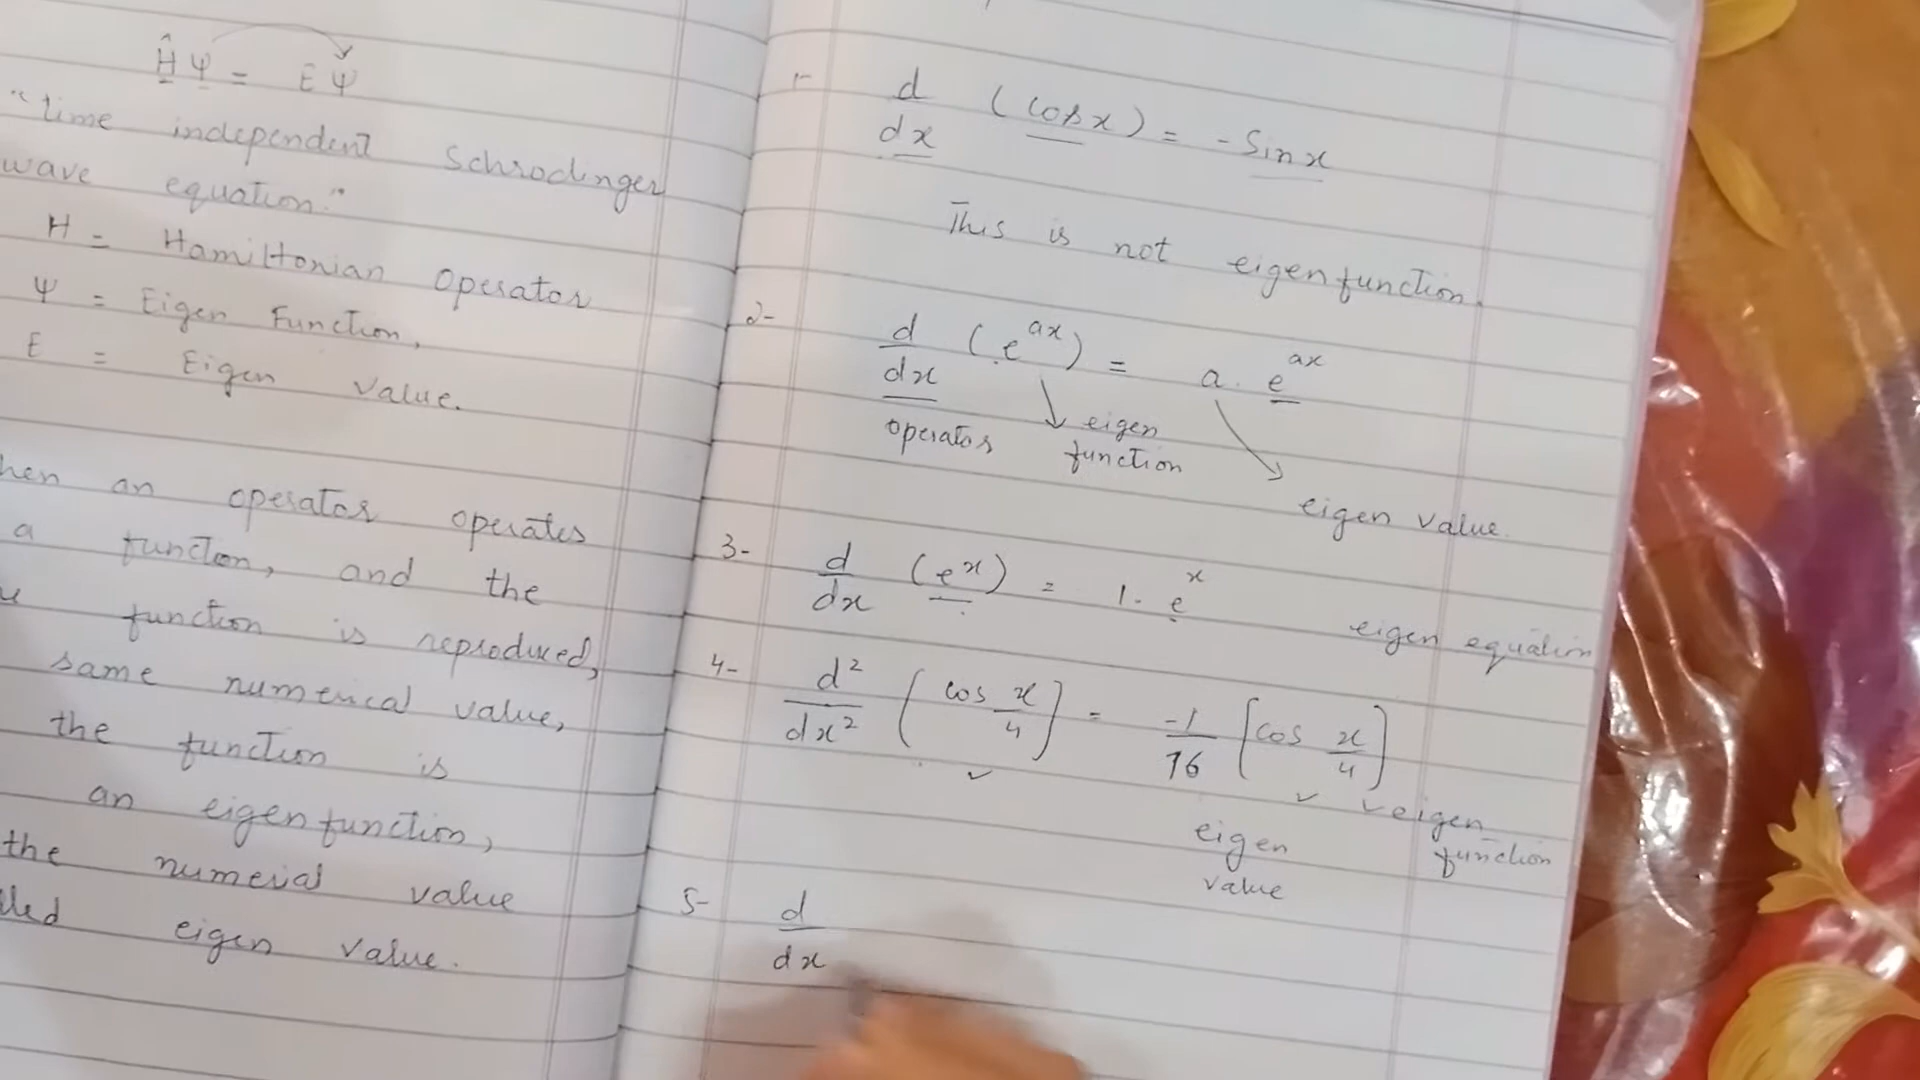 Ĥ Ψ = E Ψ
"time independent Schrodinger
wave equation."
H = Hamiltonian Operator
Ψ = Eigen Function,
E = Eigen Value.
an operator operates
a function, and the
function is reproduced,
same numerical value,
the function is
an eigenfunction,
the numerial value
eigen value.
1-
d/dx (cos x) = - Sin x
This is not eigenfunction.
2-
d/dx (e^ax) = a. e^ax
operator
eigen
function
eigen value.
3- d/dx (e^x) = 1. e^x
eigen equation
4- d²/dx² [cos x/4] = -1/16 [cos x/4]
eigen
function
eigen
value
5- d/dx